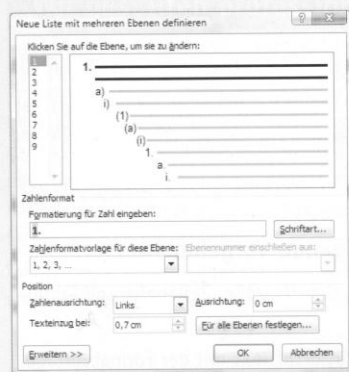 Neue Liste mit mehreren Ebenen definieren
Klicken Sie auf die Ebene, um sie zu ändern:
1
2
3
4
5
6
7
8
9
1.
a)
i)
(1)
(a)
(i)
1.
a.
i.
Zahlenformat
Formatierung für Zahl eingeben:
1.
Schriftart...
Zahlenformatvorlage für diese Ebene: Ebenennummer einschließen aus:
1, 2, 3, ...
Position
Zahlenausrichtung: Links Ausrichtung: 0 cm
Texteinzug bei: 0,7 cm Für alle Ebenen festlegen...
Erweitern >> OK Abbrechen